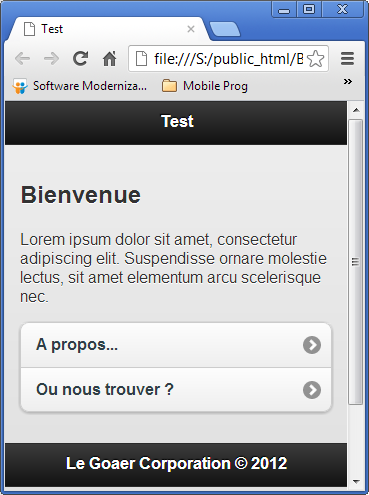 Test
file:///S:/public_html/B
Software Moderniza...
Mobile Prog
»
Test
Bienvenue
Lorem ipsum dolor sit amet, consectetur
adipiscing elit. Suspendisse ornare molestie
lectus, sit amet elementum arcu scelerisque
nec.
A propos...
Ou nous trouver ?
Le Goaer Corporation © 2012